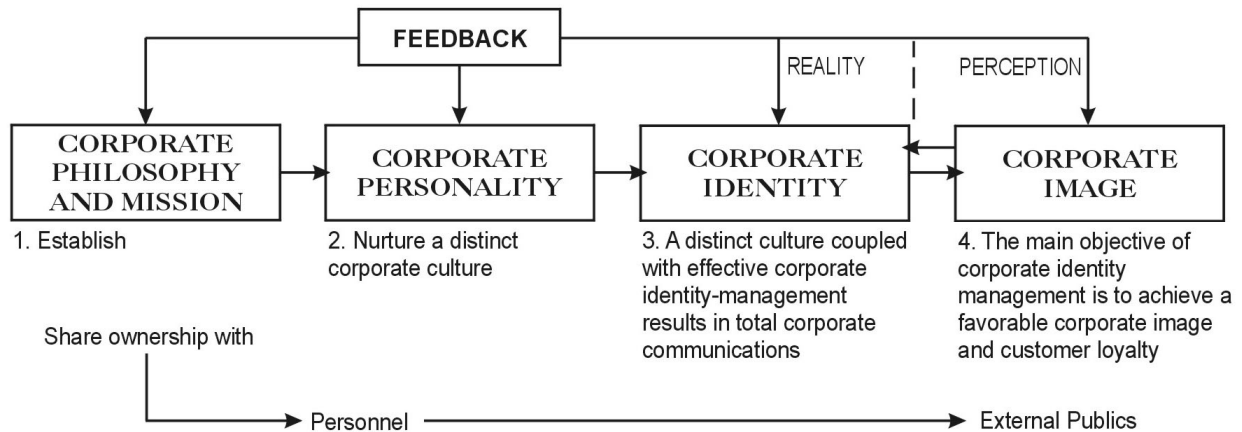 FEEDBACK
REALITY
PERCEPTION
CORPORATE
PHILOSOPHY
AND MISSION
CORPORATE
PERSONALITY
CORPORATE
IDENTITY
CORPORATE
IMAGE
1. Establish
2. Nurture a distinct
corporate culture
3. A distinct culture coupled
with effective corporate
identity-management
results in total corporate
communications
4. The main objective of
corporate identity
management is to achieve a
favorable corporate image
and customer loyalty
Share ownership with
Personnel
External Publics